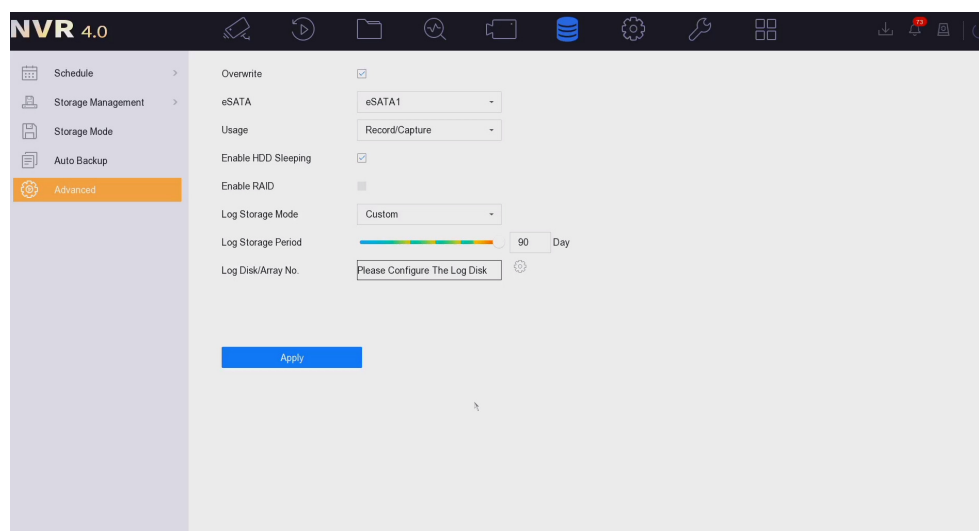 NVR 4.0
73
Schedule
Storage Management
Storage Mode
Auto Backup
Advanced
Overwrite
eSATA eSATA1
Usage Record/Capture
Enable HDD Sleeping
Enable RAID
Log Storage Mode Custom
Log Storage Period 90 Day
Log Disk/Array No. Please Configure The Log Disk
Apply